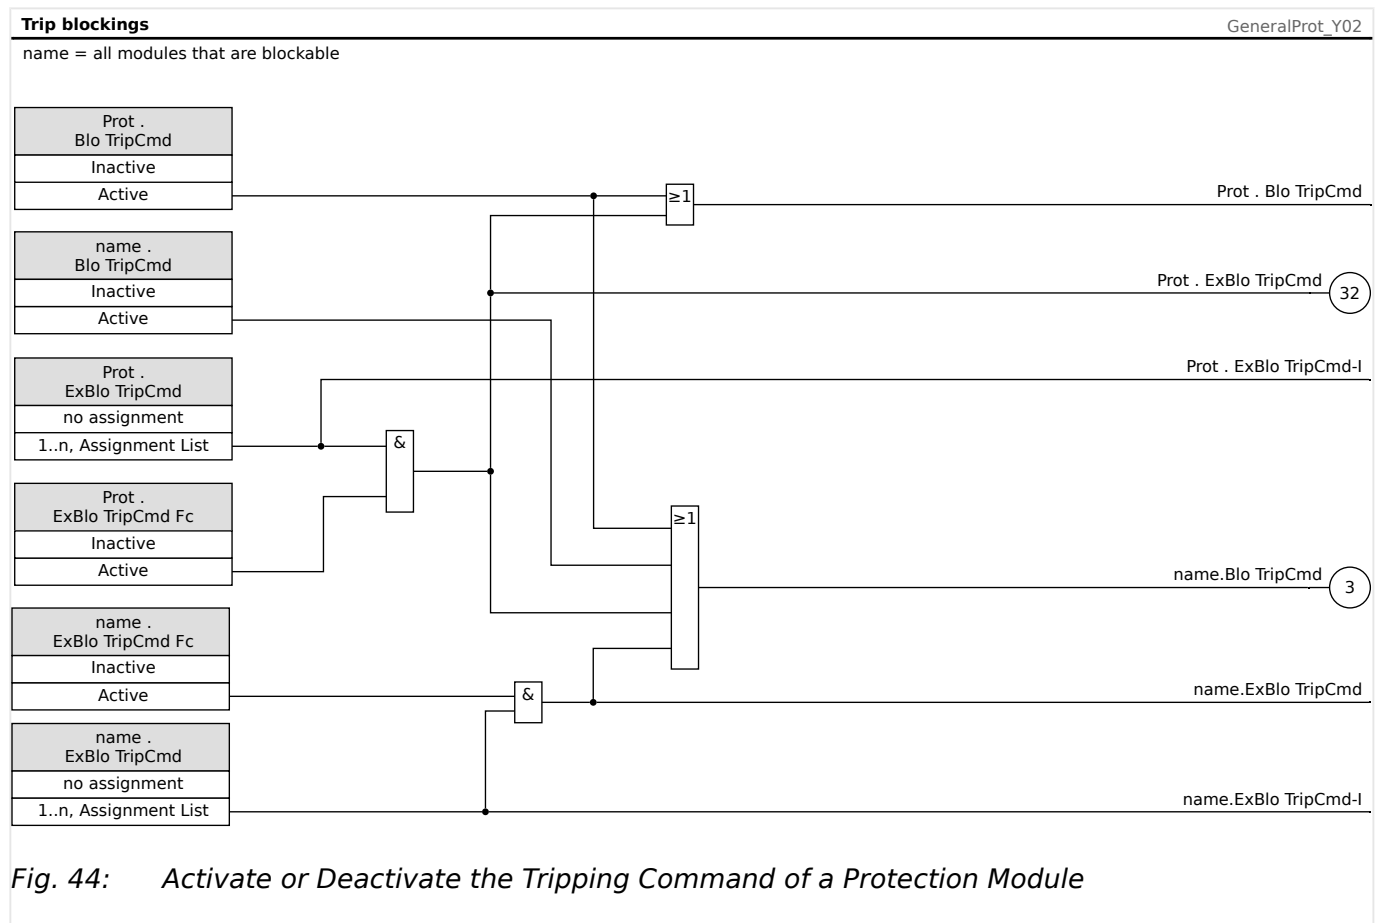 Trip blockings
GeneralProt_Y02
name = all modules that are blockable
Prot .
Blo TripCmd
Inactive
Active
≥1
Prot . Blo TripCmd
name .
Blo TripCmd
Inactive
Active
Prot . ExBlo TripCmd
32
Prot .
ExBlo TripCmd
no assignment
1..n, Assignment List
Prot . ExBlo TripCmd-I
&
Prot .
ExBlo TripCmd Fc
Inactive
Active
≥1
name.Blo TripCmd
3
name .
ExBlo TripCmd Fc
Inactive
Active
&
name.ExBlo TripCmd
name .
ExBlo TripCmd
no assignment
1..n, Assignment List
name.ExBlo TripCmd-I
Fig. 44: Activate or Deactivate the Tripping Command of a Protection Module